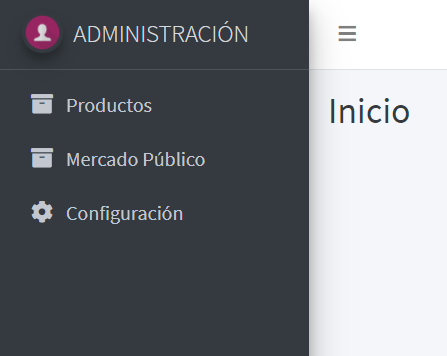 ADMINISTRACIÓN
Productos
Mercado Público
Configuración
Inicio